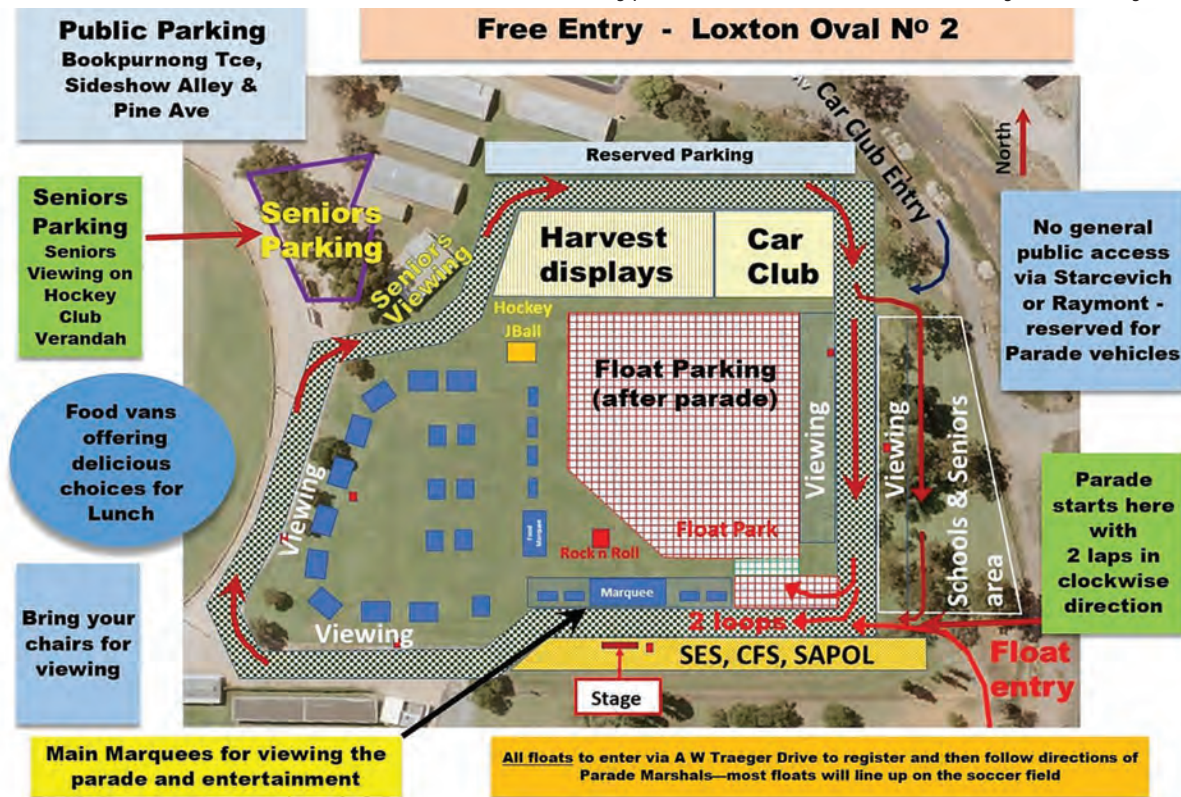 Public Parking
Bookpurnong Tce,
Sideshow Alley &
Pine Ave
Free Entry - Loxton Oval Nº 2
Car Club Entry
North
Reserved Parking
Seniors
Parking
Seniors
Viewing on
Hockey
Club
Verandah
Seniors
Parking
Seniors
Viewing
Harvest
displays
Car
Club
No general
public access
via Starcevich
or Raymont -
reserved for
Parade vehicles
Hockey
JBall
Float Parking
(after parade)
Viewing
Viewing
Schools & Seniors
area
Food vans
offering
delicious
choices for
Lunch
Viewing
Food
Marquee
Rock n Roll
Float Park
Parade
starts here
with
2 laps in
clockwise
direction
Marquee
Bring your
chairs for
viewing
Viewing
2 loops
SES, CFS, SAPOL
Float
entry
Stage
Main Marquees for viewing the
parade and entertainment
All floats to enter via A W Traeger Drive to register and then follow directions of
Parade Marshals—most floats will line up on the soccer field